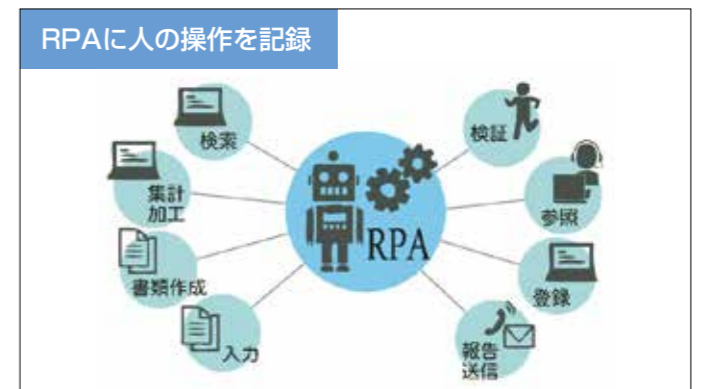 RPAに人の操作を記録
検索
集計
加工
書類作成
入力
RPA
検証
参照
登録
報告
送信